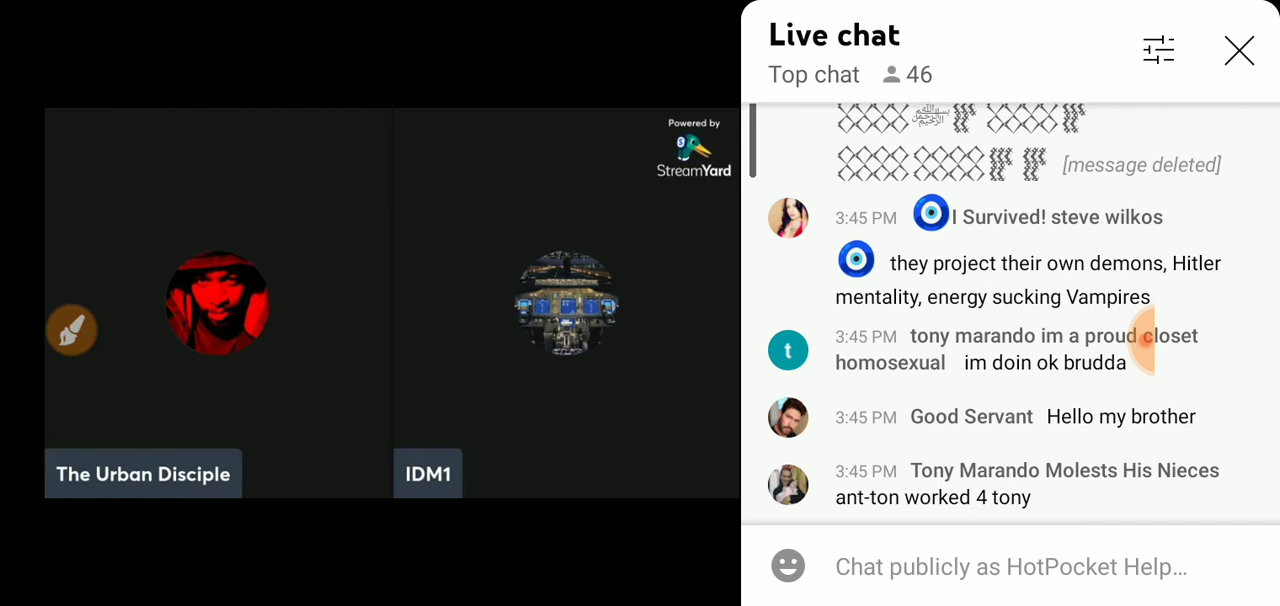 Live chat
Top chat 46
Powered by
StreamYard
﷽
[message deleted]
3:45 PM I Survived! steve wilkos
they project their own demons, Hitler
mentality, energy sucking Vampires
3:45 PM tony marando im a proud closet
homosexual im doin ok brudda
3:45 PM Good Servant Hello my brother
3:45 PM Tony Marando Molests His Nieces
ant-ton worked 4 tony
The Urban Disciple
IDM1
Chat publicly as HotPocket Help...